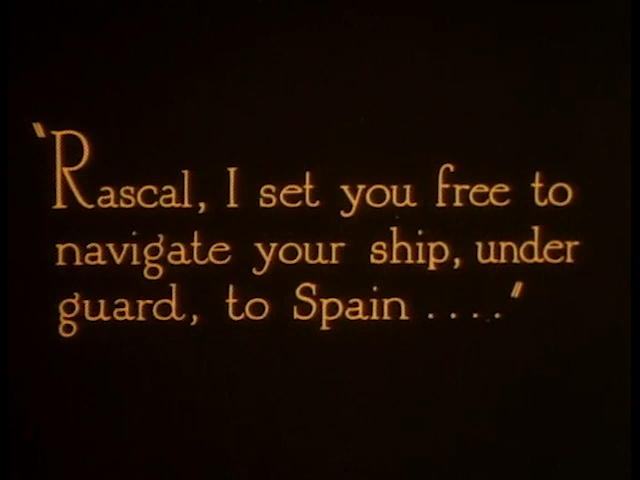 "Rascal, I set you free to
navigate your ship, under
guard, to Spain . . . ."